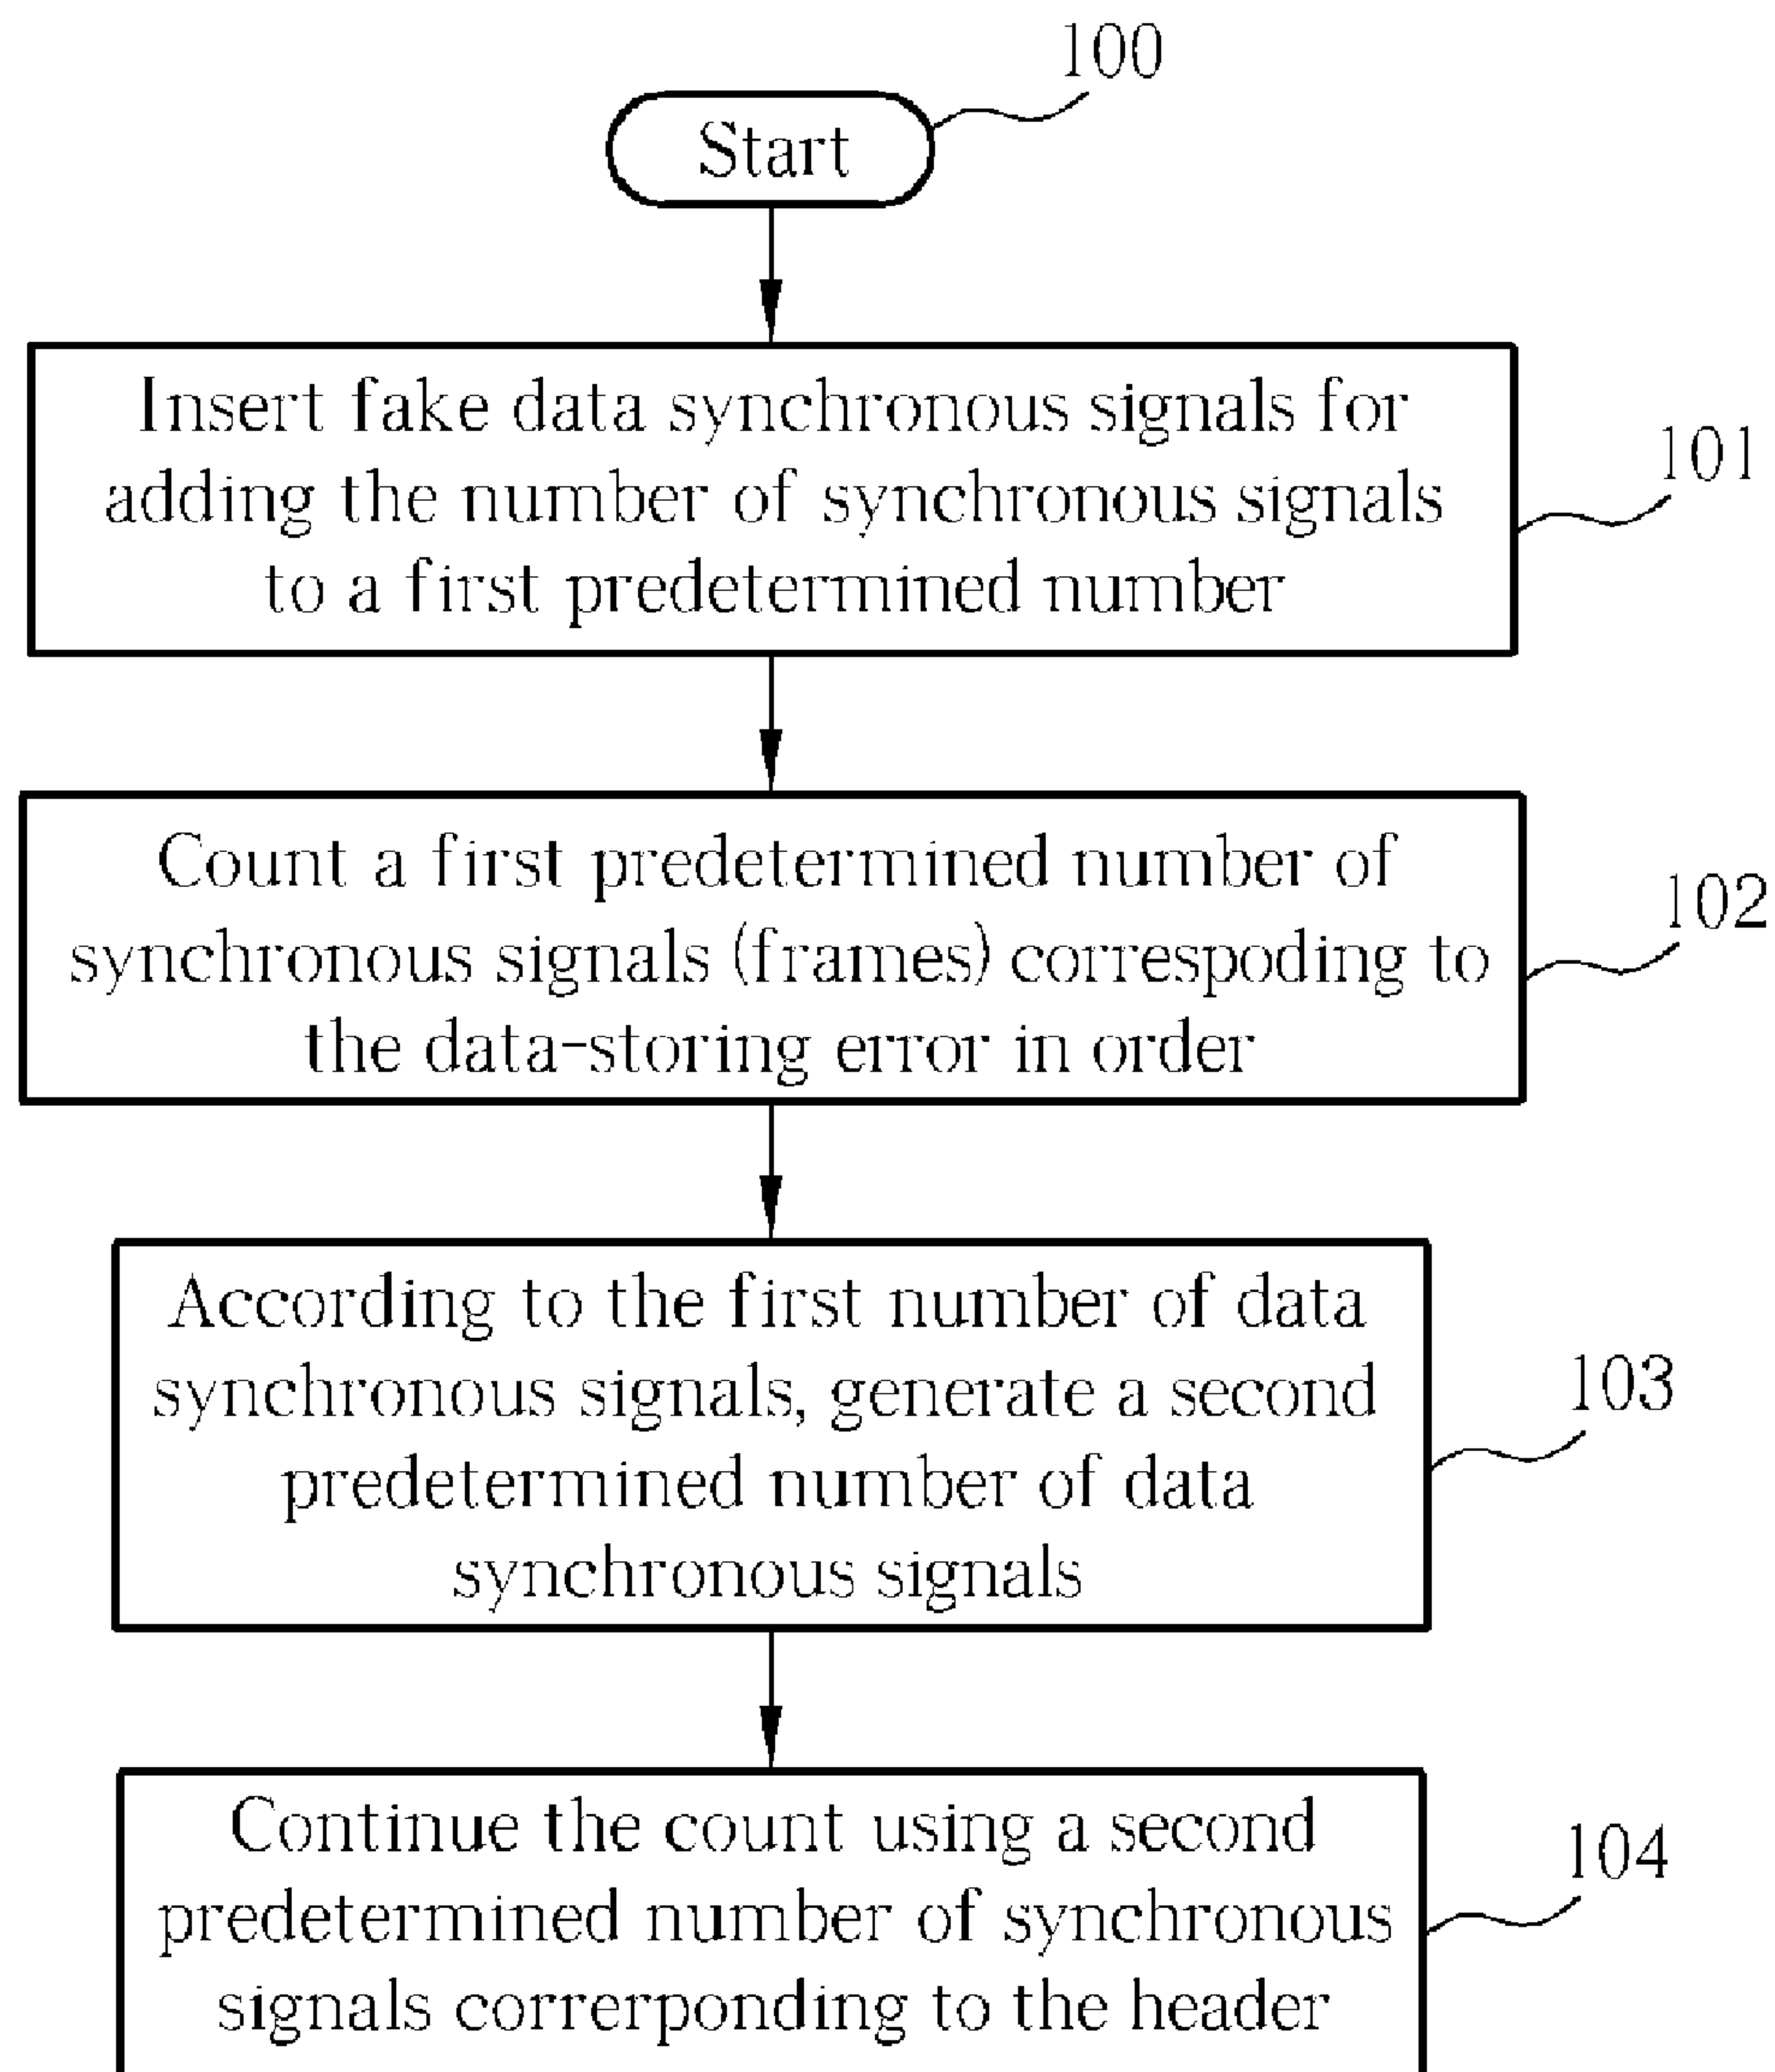 100
Start
Insert fake data synchronous signals for
adding the number of synchronous signals
to a first predetermined number
101
Count a first predetermined number of
synchronous signals (frames) correspoding to
the data-storing error in order
102
According to the first number of data
synchronous signals, generate a second
predetermined number of data
synchronous signals
103
Continue the count using a second
predetermined number of synchronous
signals correrponding to the header
104